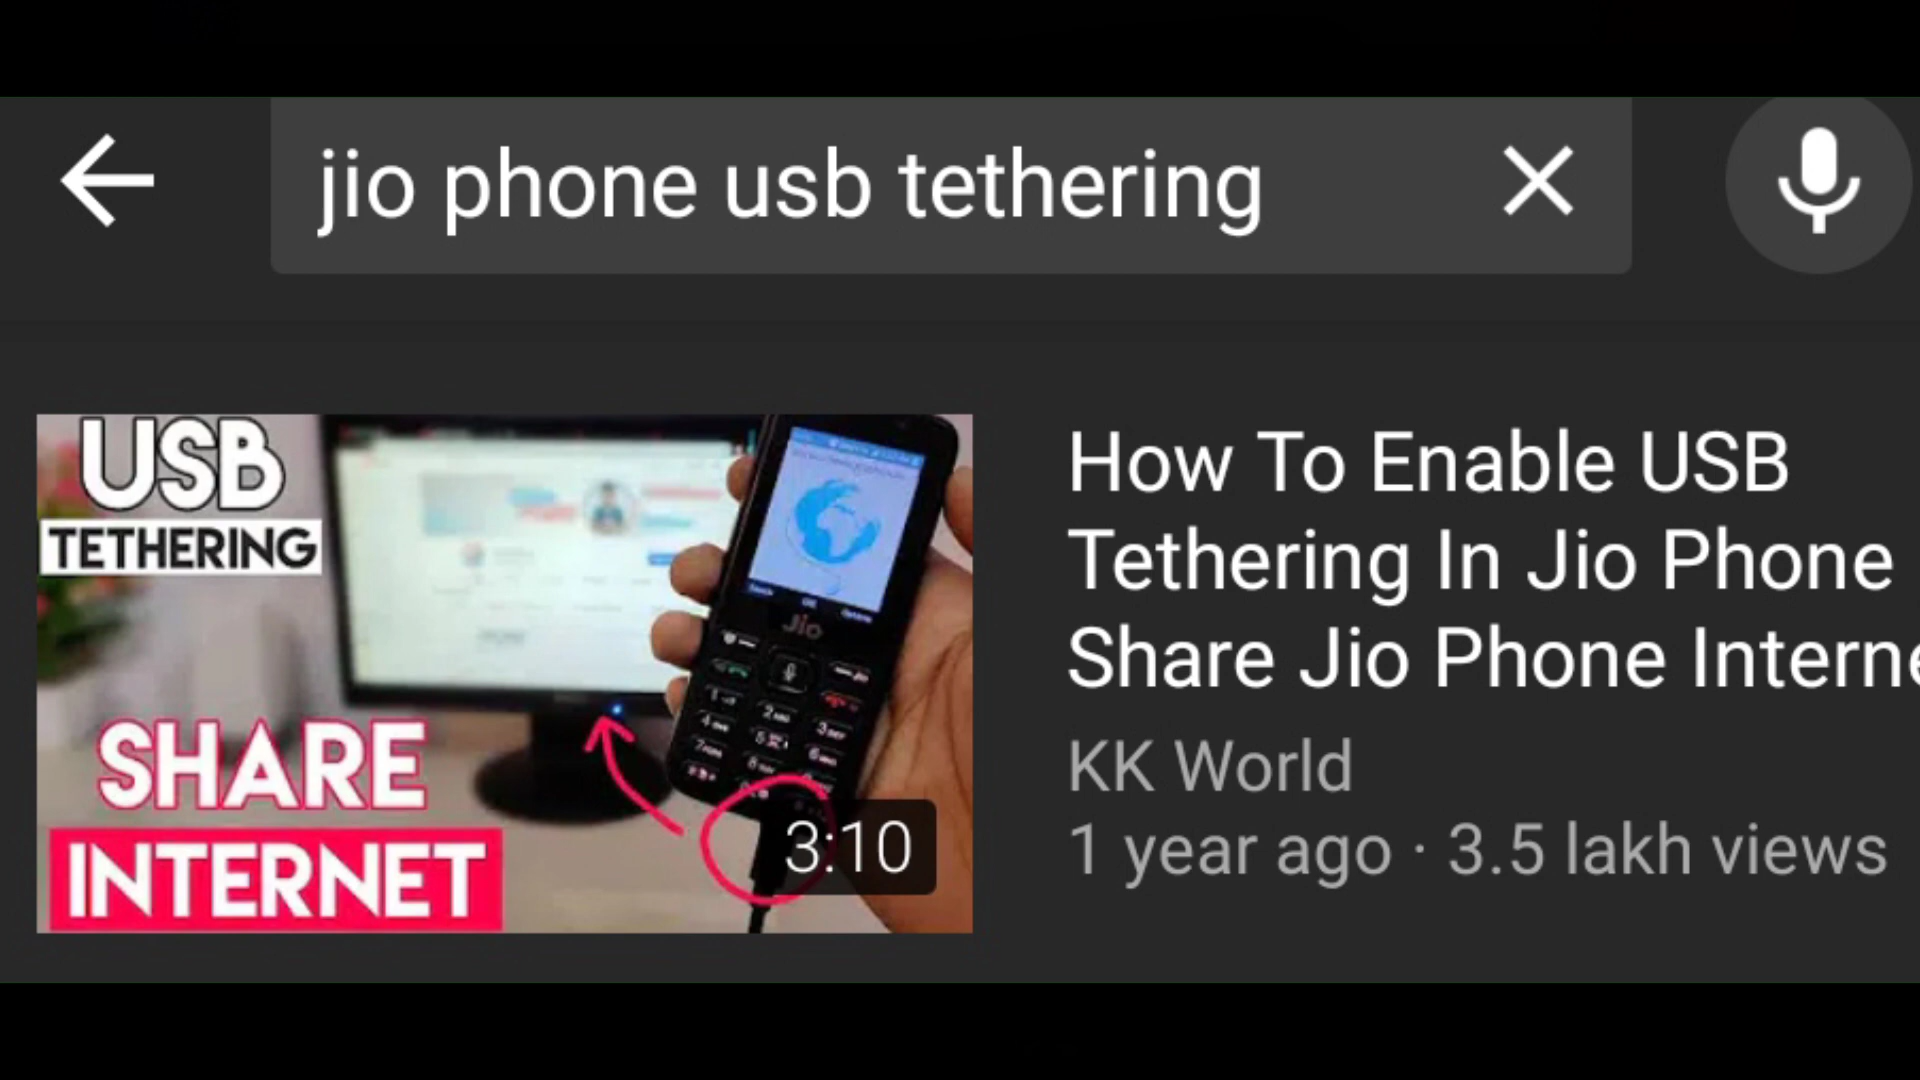 jio phone usb tethering
USB
TETHERING
Jio
SHARE
INTERNET
3:10
How To Enable USB
Tethering In Jio Phone
Share Jio Phone Interne
KK World
1 year ago · 3.5 lakh views